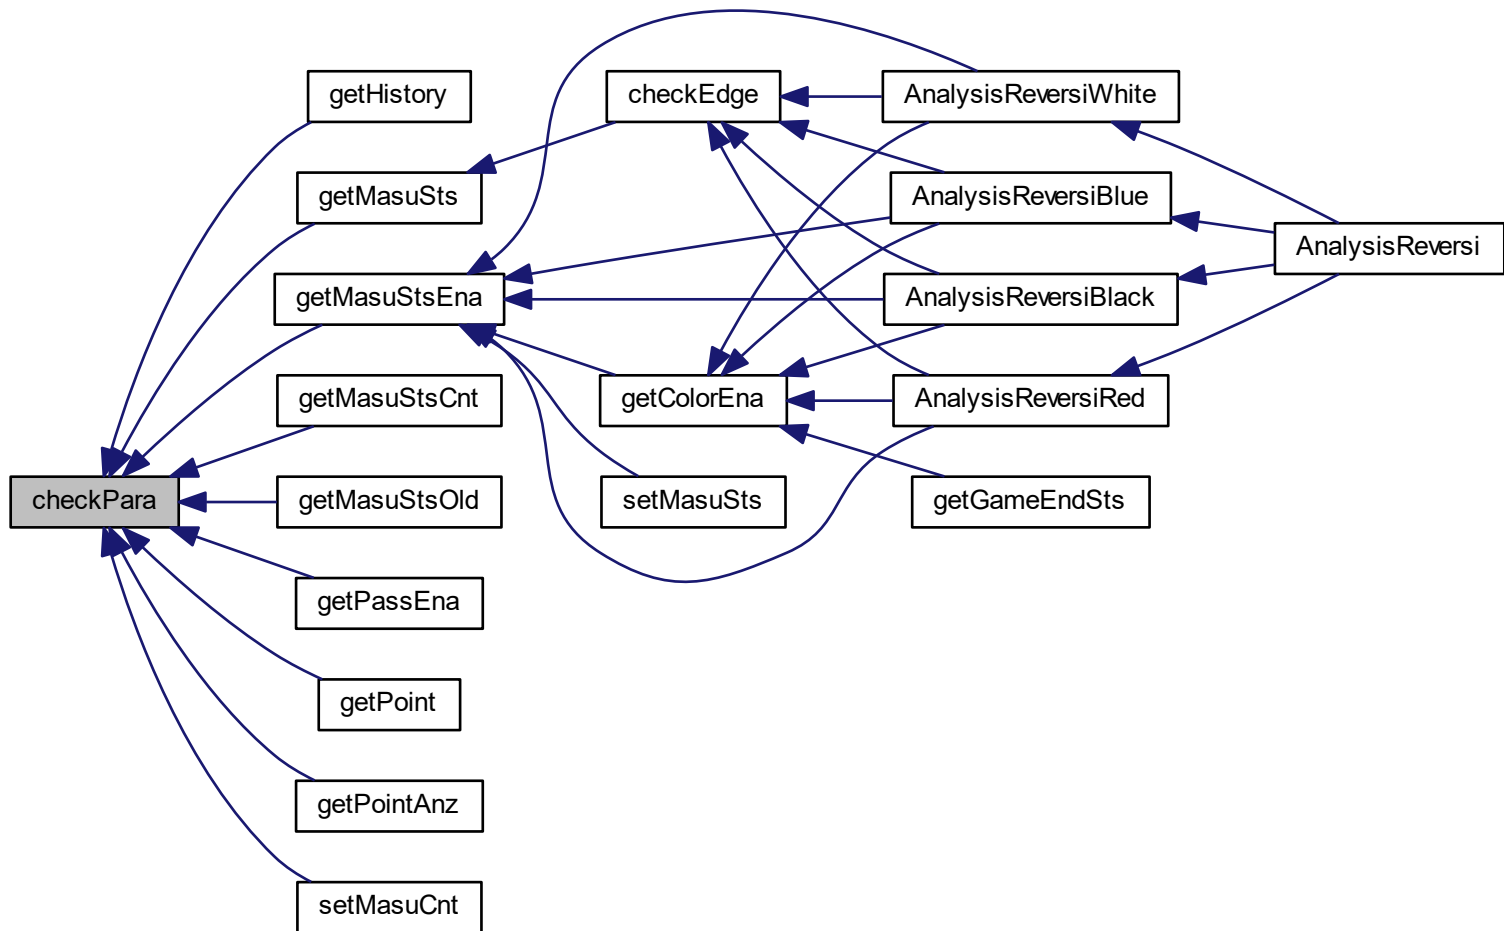 getHistory
checkEdge
AnalysisReversiWhite
getMasuSts
AnalysisReversiBlue
AnalysisReversi
getMasuStsEna
AnalysisReversiBlack
getMasuStsCnt
getColorEna
AnalysisReversiRed
checkPara
getMasuStsOld
setMasuSts
getGameEndSts
getPassEna
getPoint
getPointAnz
setMasuCnt